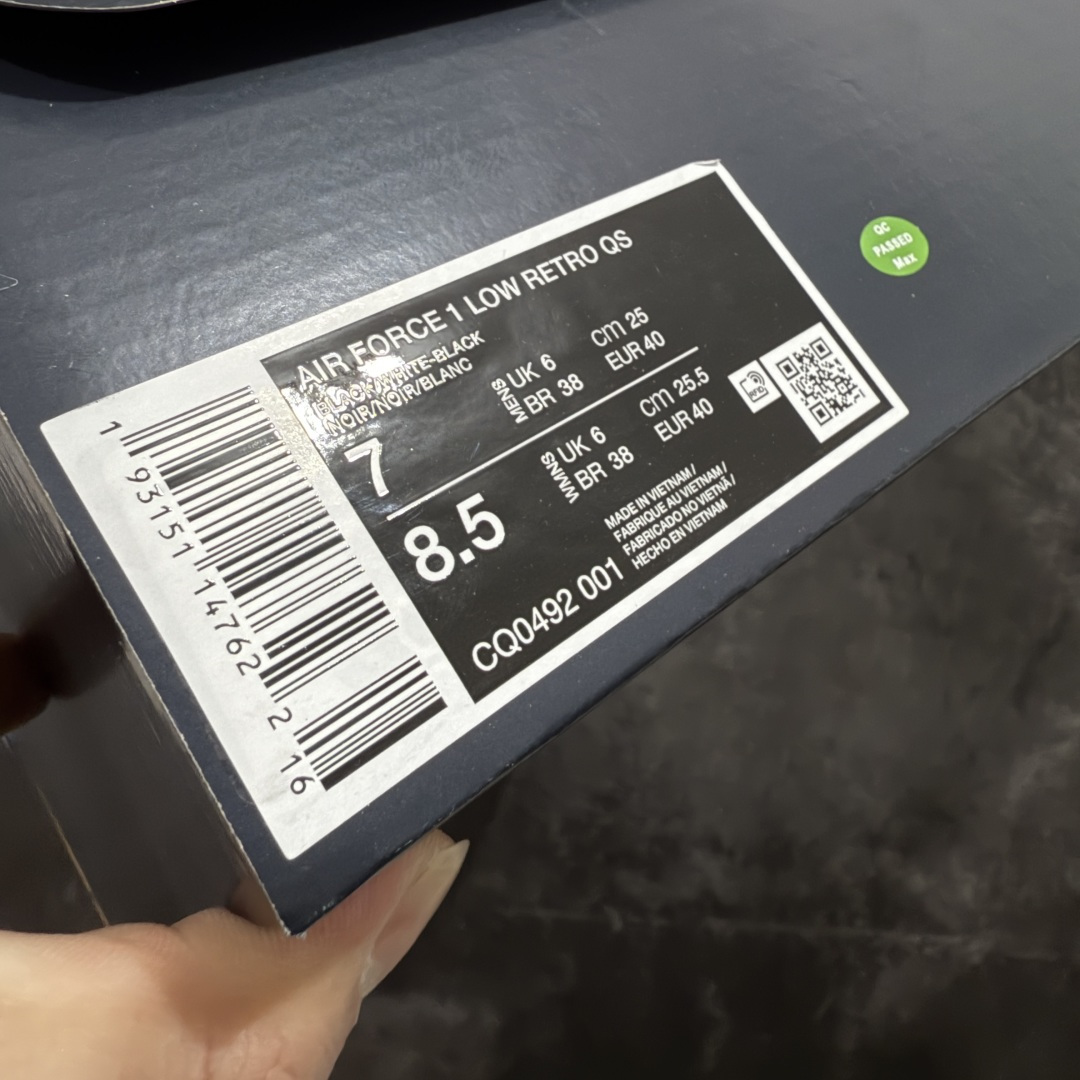 AIR FORCE 1 LOW RETRO QS
BLACK/WHITE-BLACK
NOIR/NOIR/BLANC
7
MENS
UK 6
BR 38
cm 25
EUR 40
8.5
WMNS
UK 6
BR 38
cm 25.5
EUR 40
CQ0492 001
MADE IN VIETNAM /
FABRIQUE AU VIETNAM /
FABRICADO NO VIETNÃ /
HECHO EN VIETNAM
1 93151 14762 2
16
QC
PASSED
Max